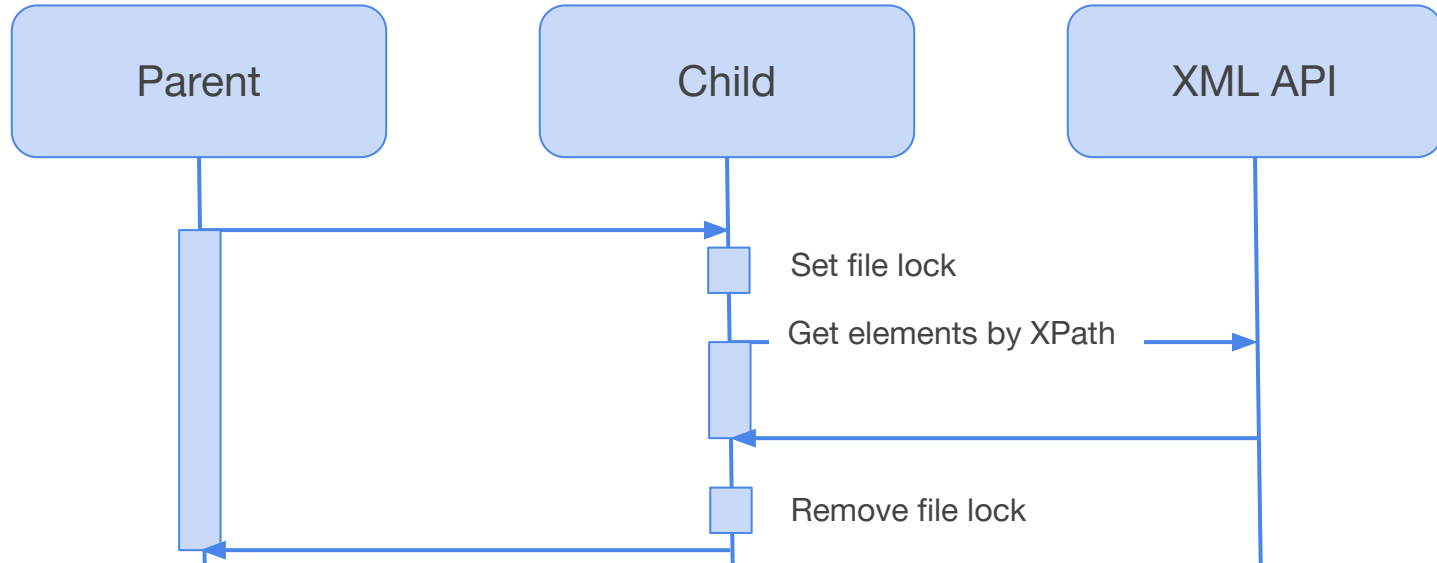 Parent
Child
XML API
Set file lock
Get elements by XPath
Remove file lock